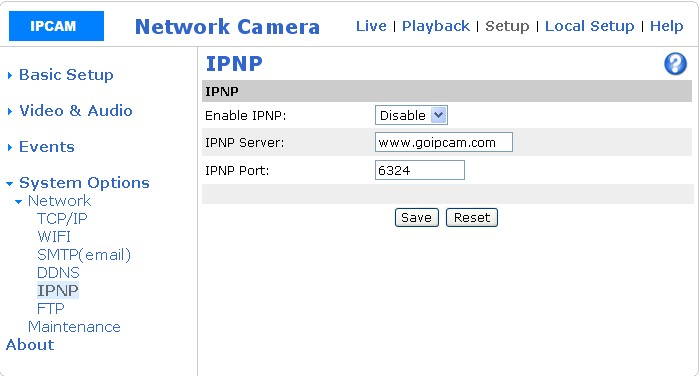 IPCAM
Network Camera
Live | Playback | Setup | Local Setup | Help
Basic Setup
Video & Audio
Events
System Options
Network
TCP/IP
WIFI
SMTP(email)
DDNS
IPNP
FTP
Maintenance
About
IPNP
?
IPNP
Enable IPNP: Disable
IPNP Server: www.goipcam.com
IPNP Port: 6324
Save Reset